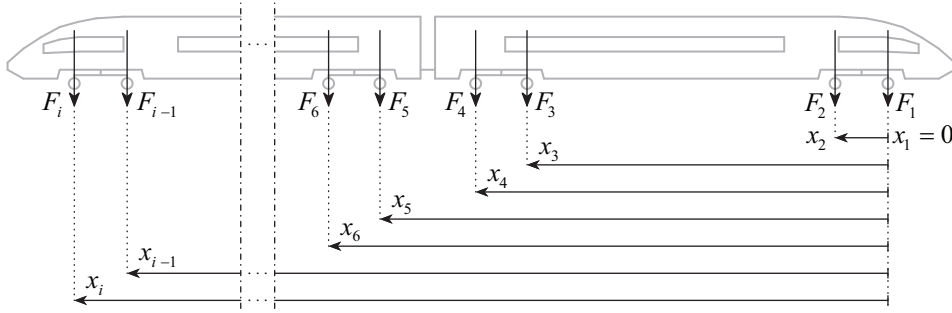 ...
F_i F_{i-1} F_6 F_5 F_4 F_3 F_2 F_1
x_2 x_1 = 0
x_3
x_4
x_5
x_6
x_{i-1} ...
x_i ...